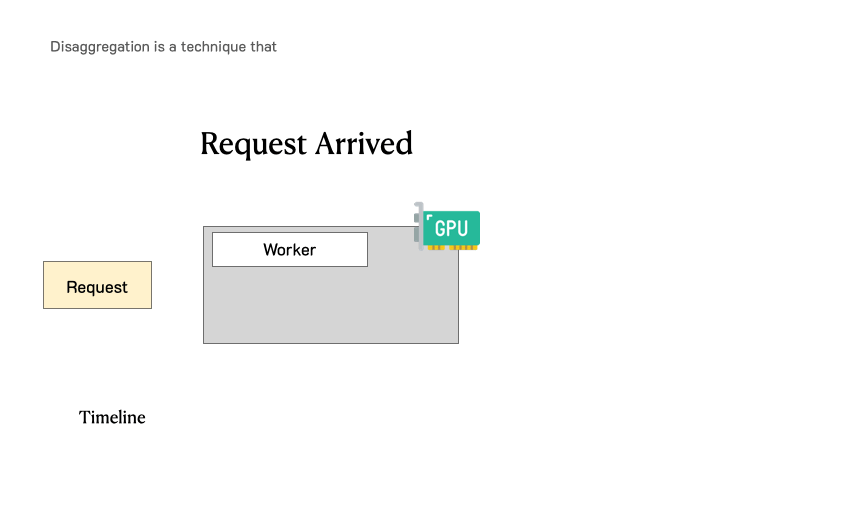 Disaggregation is a technique that
Request Arrived
GPU
Worker
Request
Timeline